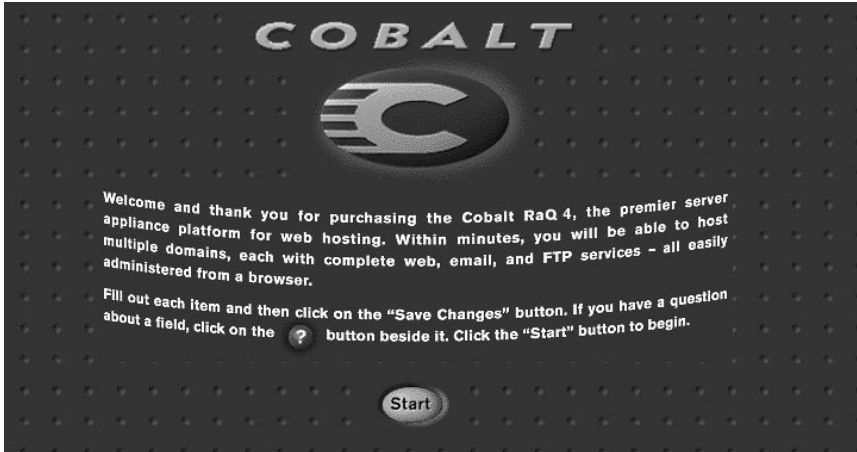 COBALT
C
Welcome and thank you for purchasing the Cobalt RaQ 4, the premier server
appliance platform for web hosting. Within minutes, you will be able to host
multiple domains, each with complete web, email, and FTP services – all easily
administered from a browser.
Fill out each item and then click on the “Save Changes” button. If you have a question
about a field, click on the ? button beside it. Click the “Start” button to begin.
Start